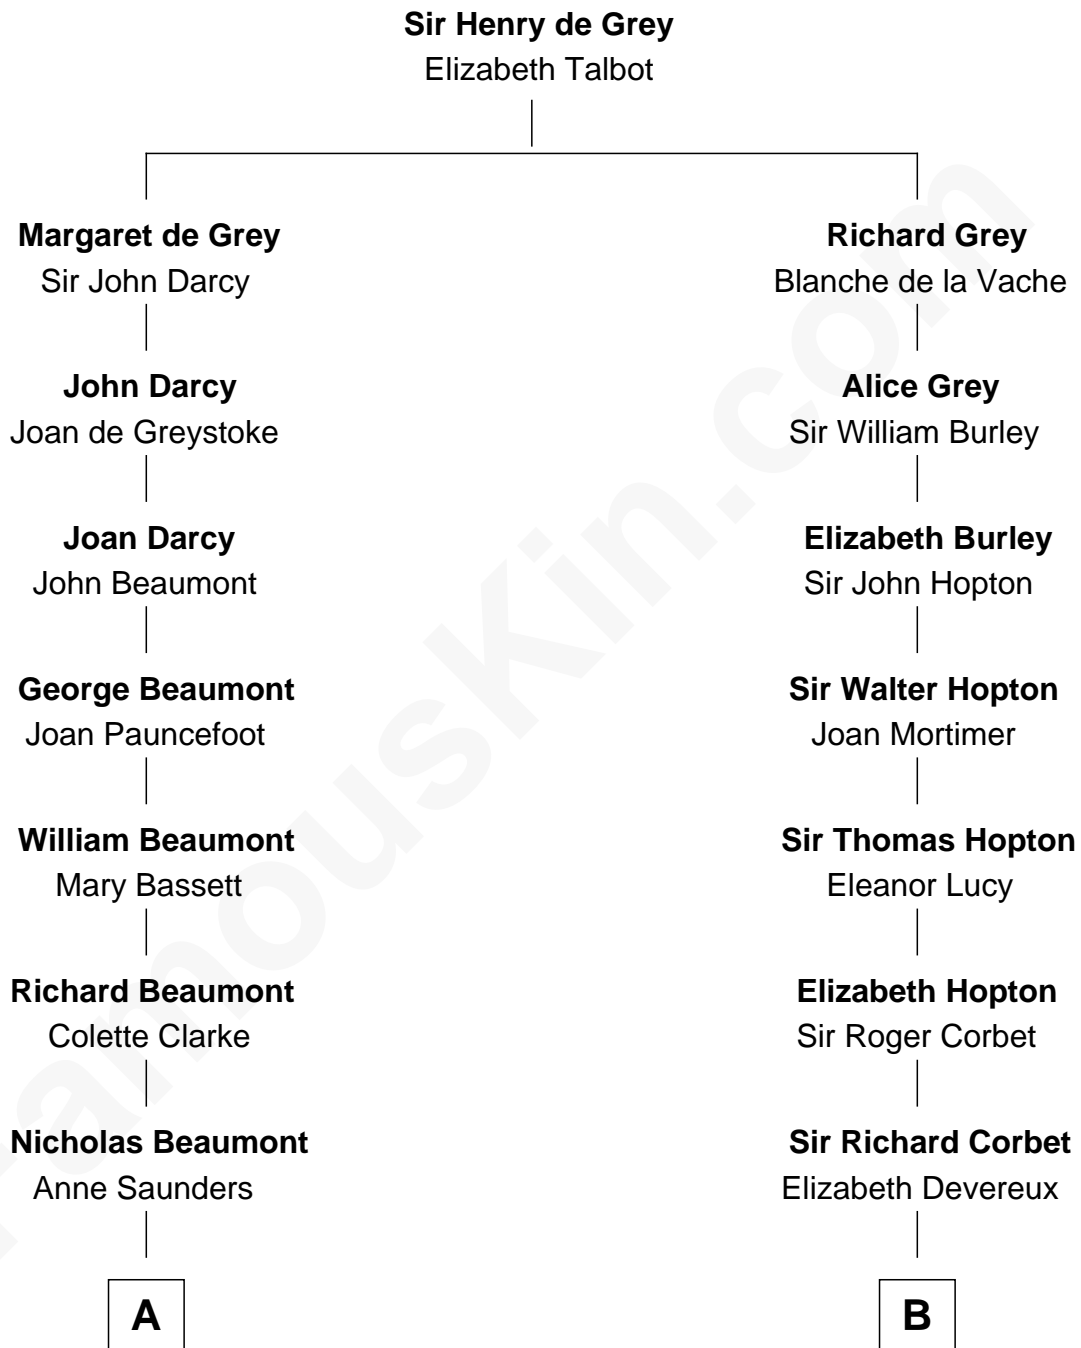 Sir Henry de Grey
Elizabeth Talbot
Margaret de Grey
Sir John Darcy
Richard Grey
Blanche de la Vache
John Darcy
Joan de Greystoke
Alice Grey
Sir William Burley
Joan Darcy
John Beaumont
Elizabeth Burley
Sir John Hopton
George Beaumont
Joan Pauncefoot
Sir Walter Hopton
Joan Mortimer
William Beaumont
Mary Bassett
Sir Thomas Hopton
Eleanor Lucy
Richard Beaumont
Colette Clarke
Elizabeth Hopton
Sir Roger Corbet
Nicholas Beaumont
Anne Saunders
Sir Richard Corbet
Elizabeth Devereux
A
B
FamousKin.com